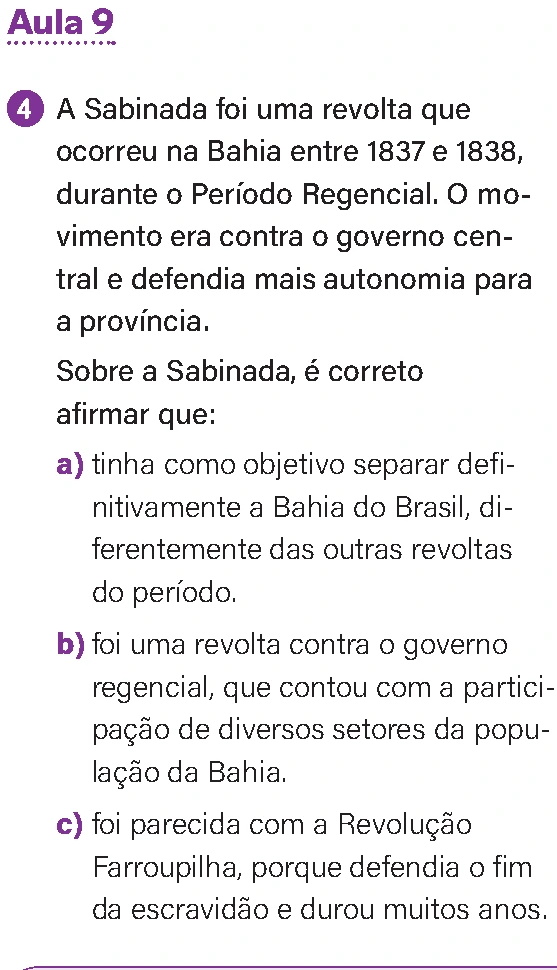 Aula 9
4 A Sabinada foi uma revolta que
ocorreu na Bahia entre 1837 e 1838,
durante o Período Regencial. O mo-
vimento era contra o governo cen-
tral e defendia mais autonomia para
a província.
Sobre a Sabinada, é correto
afirmar que:
a) tinha como objetivo separar defi-
nitivamente a Bahia do Brasil, di-
ferentemente das outras revoltas
do período.
b) foi uma revolta contra o governo
regencial, que contou com a partici-
pação de diversos setores da popu-
lação da Bahia.
c) foi parecida com a Revolução
Farroupilha, porque defendia o fim
da escravidão e durou muitos anos.